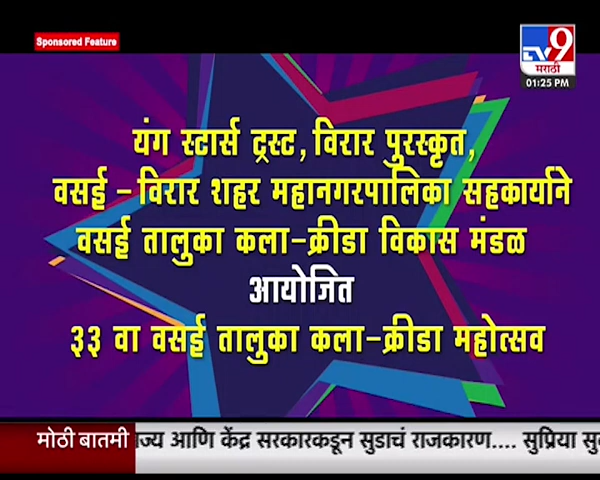 Sponsored Feature
TV9
मराठी
01:25 PM
यंग स्टार्स ट्रस्ट, विरार पुरस्कृत,
वसई - विरार शहर महानगरपालिका सहकार्याने
वसई तालुका कला-क्रीडा विकास मंडळ
आयोजित
३३ वा वसई तालुका कला-क्रीडा महोत्सव
मोठी बातमी
ज्य आणि केंद्र सरकारकडून सुडाचं राजकारण.... सुप्रिया सु